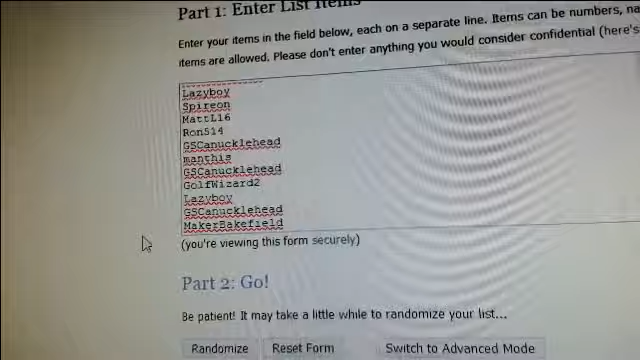 Part 1: Enter List Items
Enter your items in the field below, each on a separate line. Items can be numbers, na
items are allowed. Please don't enter anything you would consider confidential (here's
Lazyboy
Spireon
MattL16
RonS14
GSCanucklehead
manthis
GSCanucklehead
GolfWizard2
Lazyboy
GSCanucklehead
MakerBakefield
(you're viewing this form securely)
Part 2: Go!
Be patient! It may take a little while to randomize your list...
Randomize Reset Form Switch to Advanced Mode